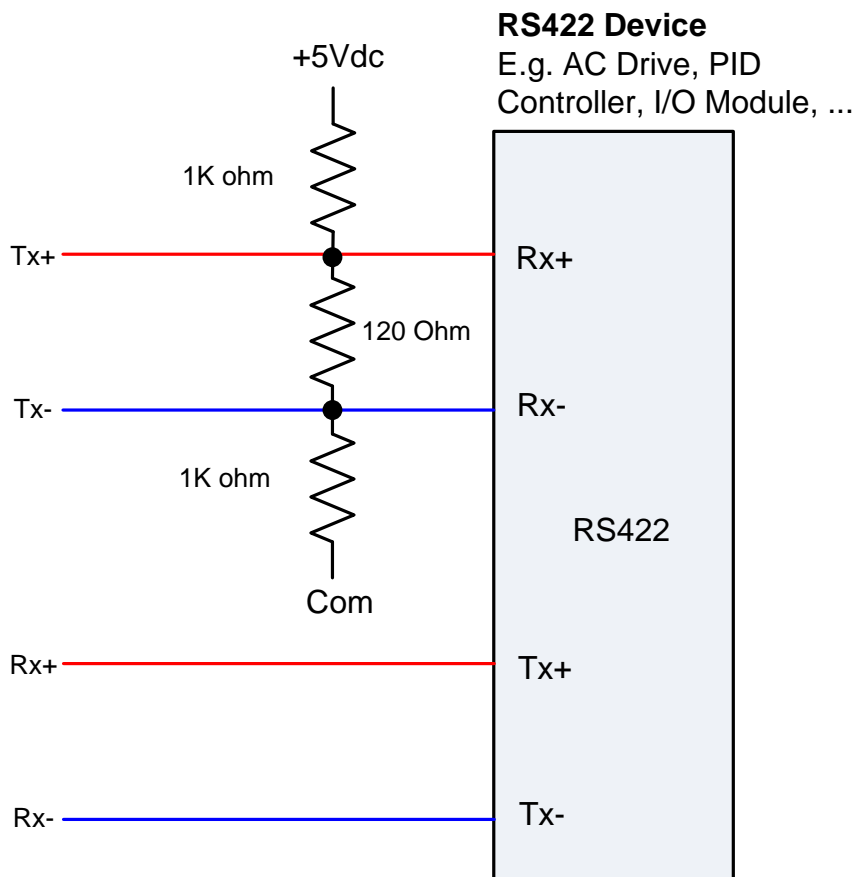 RS422 Device
E.g. AC Drive, PID
Controller, I/O Module, ...
+5Vdc
1K ohm
Tx+
Rx+
120 Ohm
Tx-
Rx-
1K ohm
RS422
Com
Rx+
Tx+
Rx-
Tx-